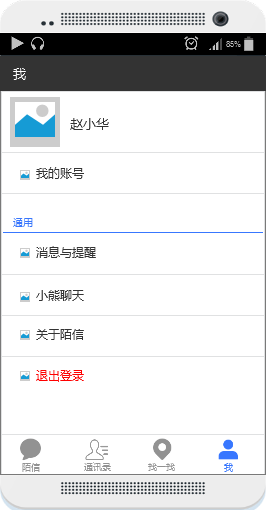 85%
我
赵小华
我的账号
通用
消息与提醒
小熊聊天
关于陌信
退出登录
陌信 通讯录 找一找 我